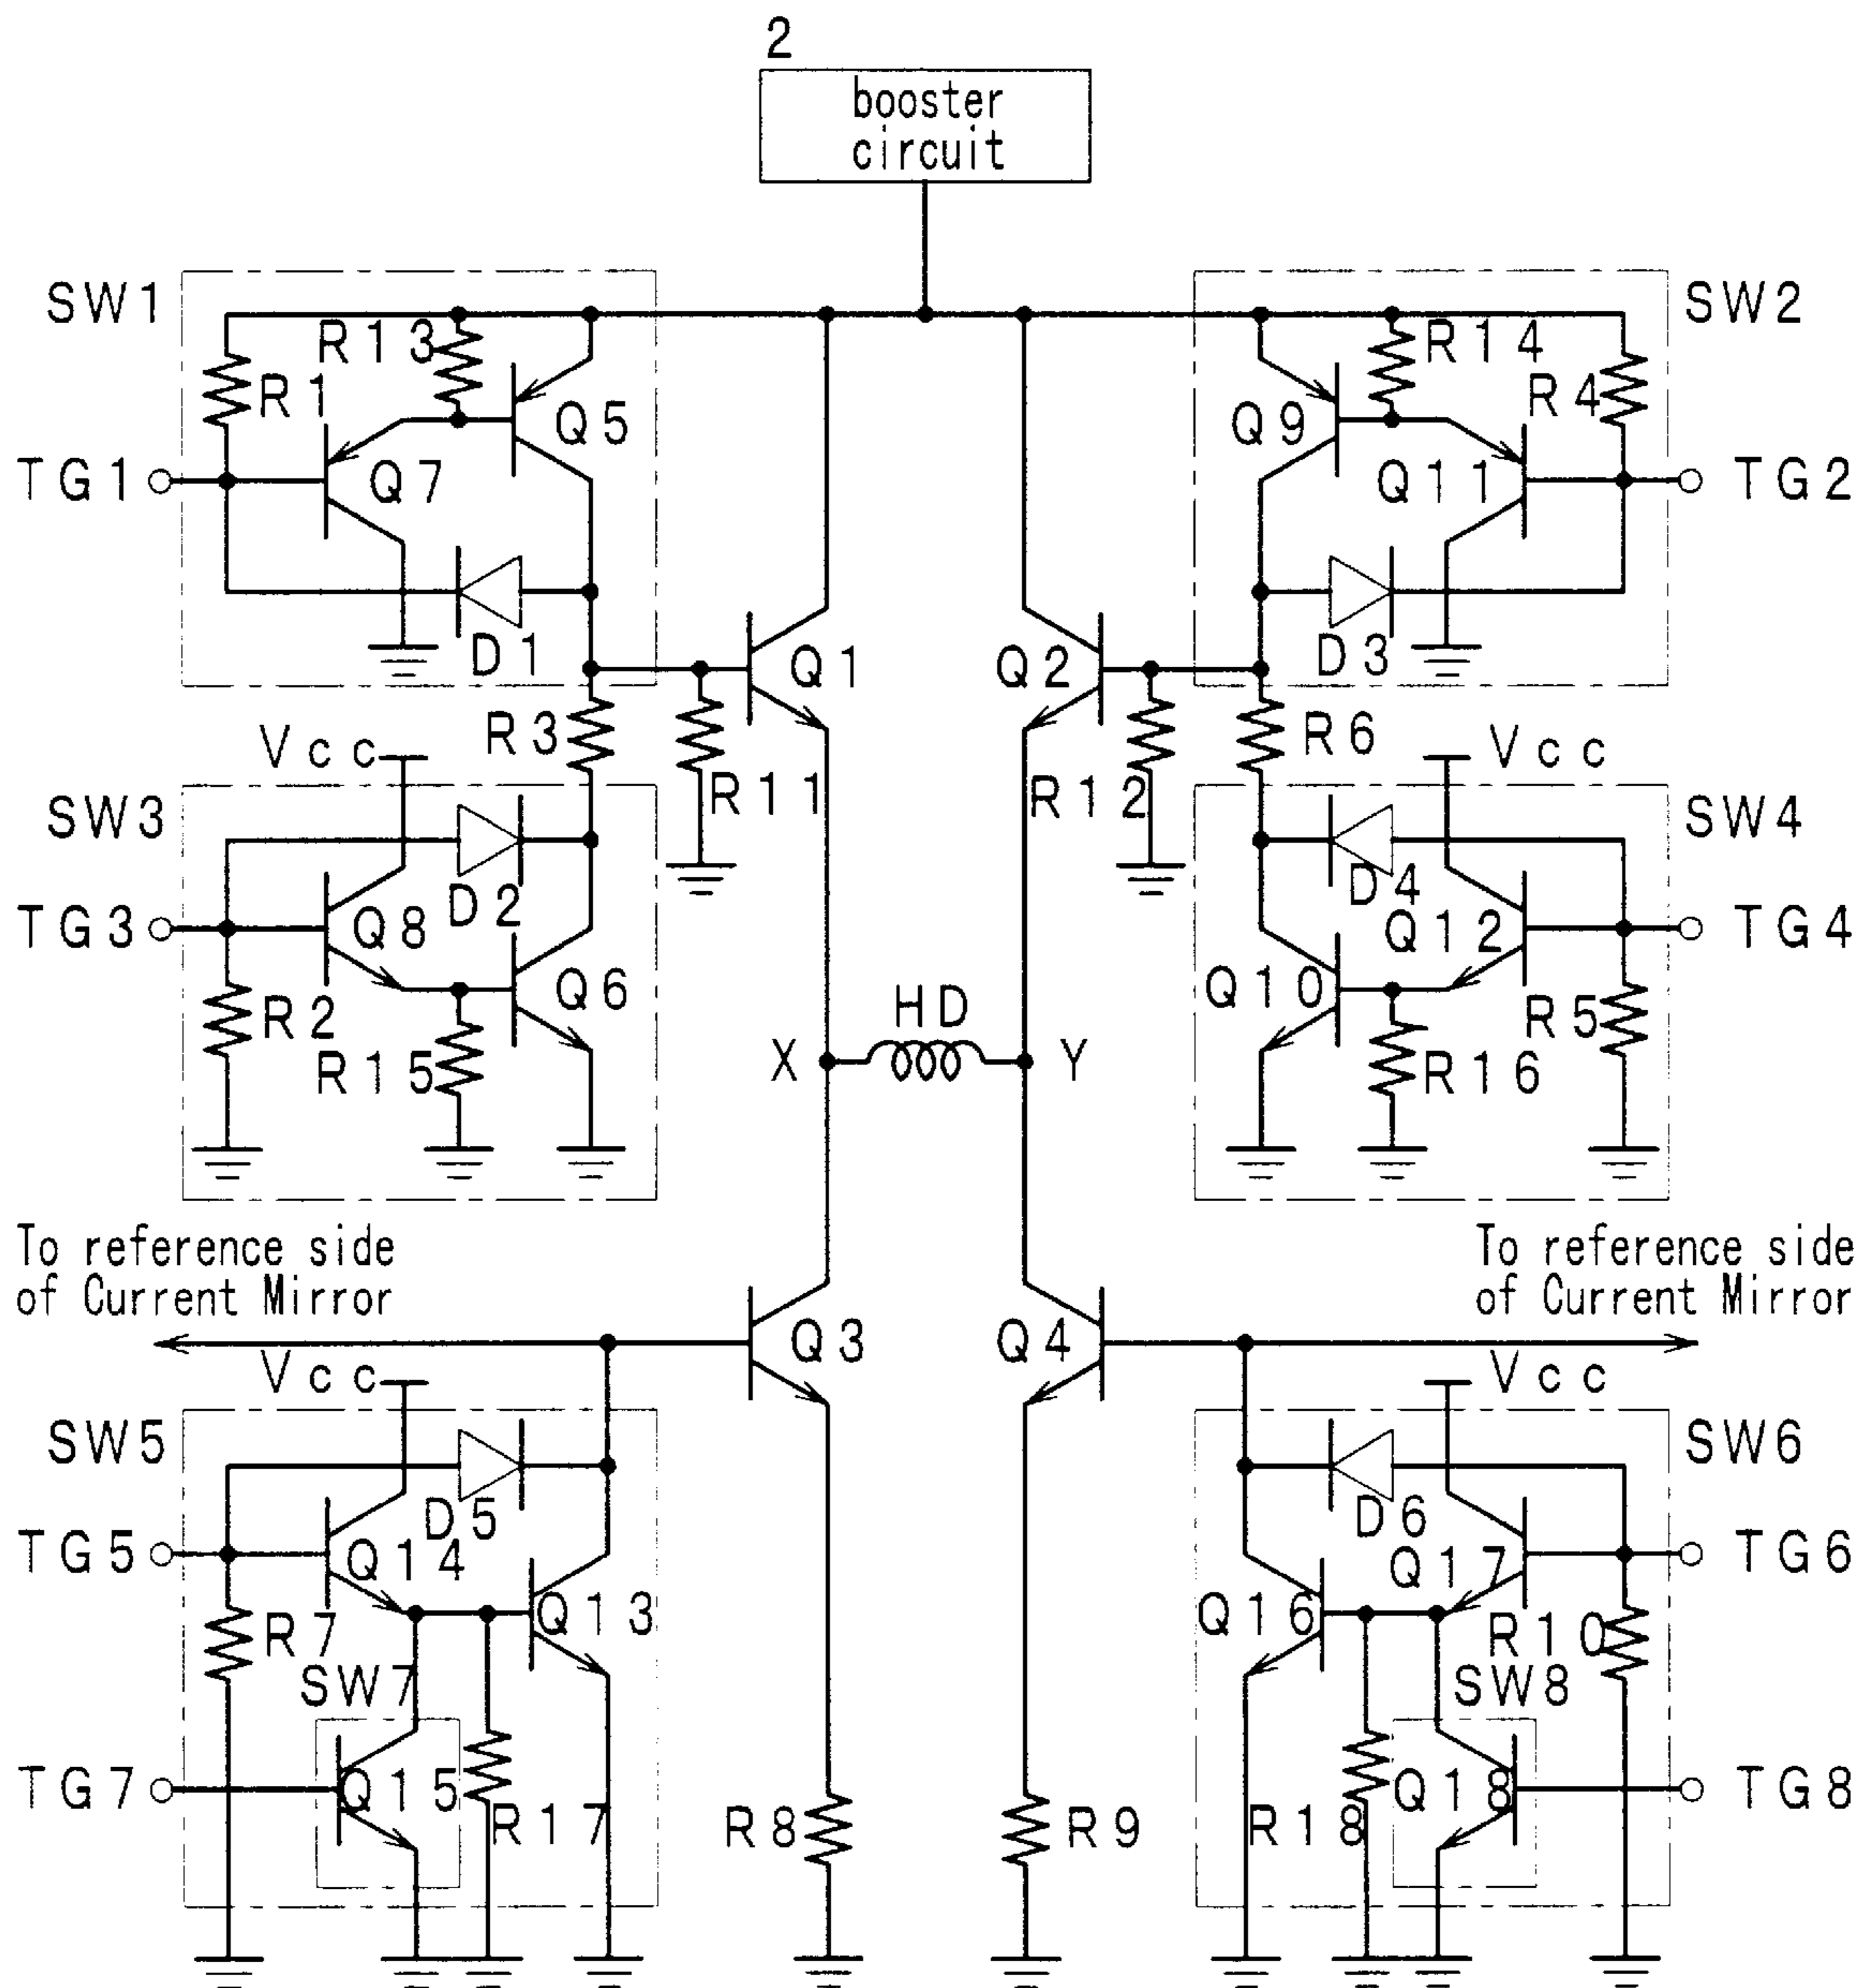 2
booster
circuit
SW1
SW2
R13
R14
R1
R4
Q5
Q9
TG1
Q7
Q11
TG2
D1
D3
Q1
Q2
R3
R6
Vcc
Vcc
R11
R12
SW3
SW4
D2
D4
TG3
Q8
Q12
TG4
Q6
Q10
HD
R2
R5
R15
R16
X
Y
To reference side
of Current Mirror
To reference side
of Current Mirror
Q3
Q4
Vcc
Vcc
SW5
SW6
D5
D6
TG5
Q14
Q17
TG6
Q13
Q16
R7
R10
SW7
SW8
TG7
Q15
Q18
TG8
R17
R8
R9
R18